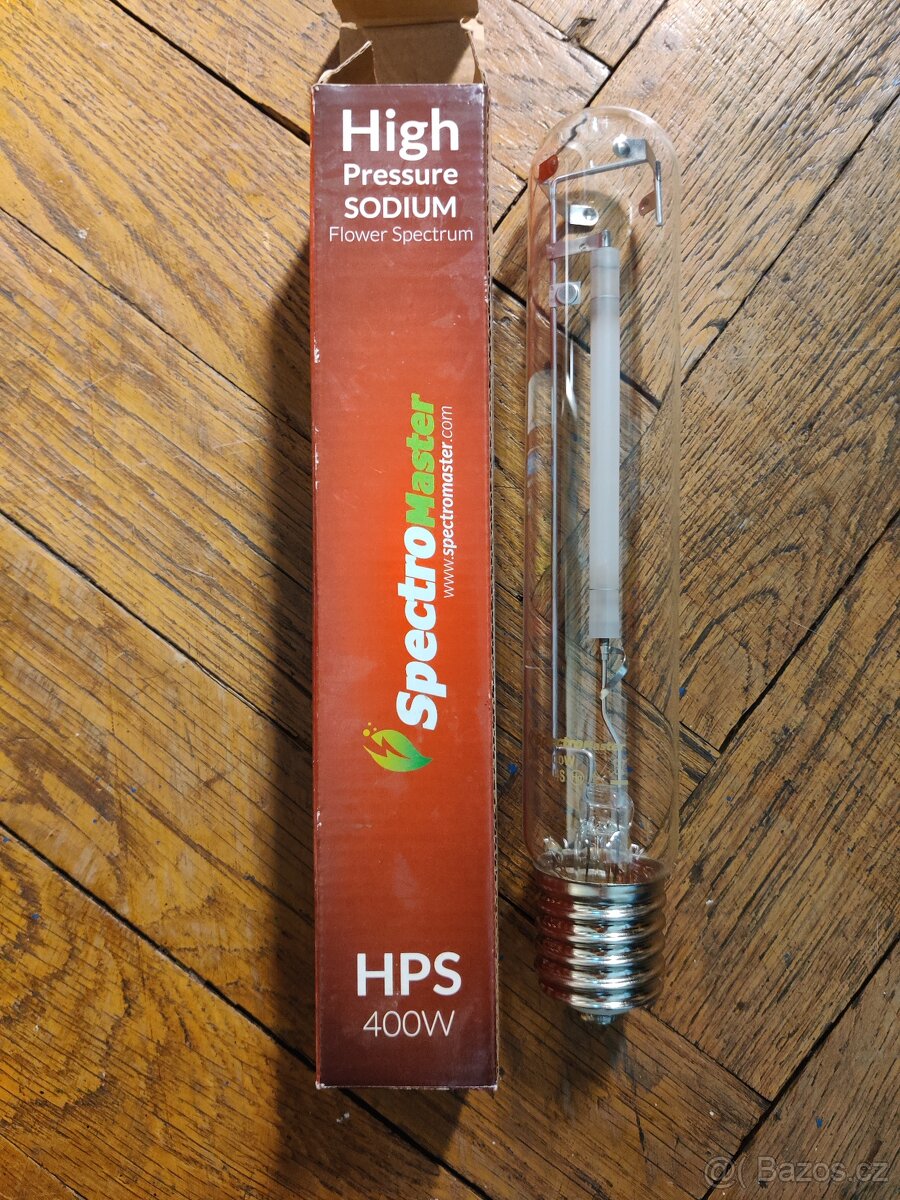 High
Pressure
SODIUM
Flower Spectrum
SpectroMaster
www.spectromaster.com
HPS
400W
@( Bazos.cz